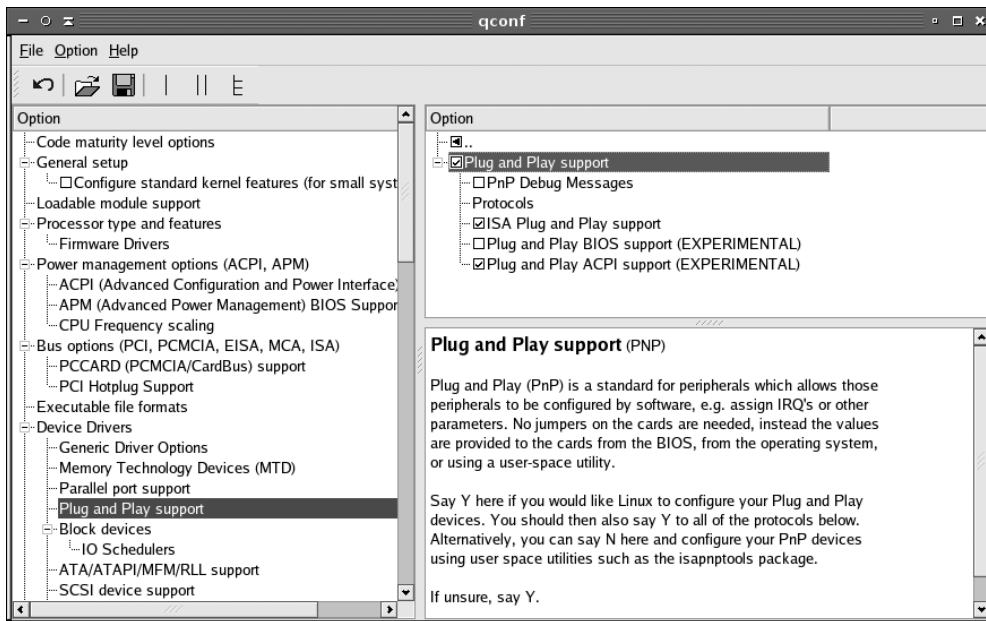 qconf
File Option Help
Option
Code maturity level options
General setup
Configure standard kernel features (for small syst
Loadable module support
Processor type and features
Firmware Drivers
Power management options (ACPI, APM)
ACPI (Advanced Configuration and Power Interface)
APM (Advanced Power Management) BIOS Suppor
CPU Frequency scaling
Bus options (PCI, PCMCIA, EISA, MCA, ISA)
PCCARD (PCMCIA/CardBus) support
PCI Hotplug Support
Executable file formats
Device Drivers
Generic Driver Options
Memory Technology Devices (MTD)
Parallel port support
Plug and Play support
Block devices
IO Schedulers
ATA/ATAPI/MFM/RLL support
SCSI device support
Option
..
Plug and Play support
PnP Debug Messages
Protocols
ISA Plug and Play support
Plug and Play BIOS support (EXPERIMENTAL)
Plug and Play ACPI support (EXPERIMENTAL)
Plug and Play support (PNP)
Plug and Play (PnP) is a standard for peripherals which allows those
peripherals to be configured by software, e.g. assign IRQ's or other
parameters. No jumpers on the cards are needed, instead the values
are provided to the cards from the BIOS, from the operating system,
or using a user-space utility.
Say Y here if you would like Linux to configure your Plug and Play
devices. You should then also say Y to all of the protocols below.
Alternatively, you can say N here and configure your PnP devices
using user space utilities such as the isapnptools package.
If unsure, say Y.